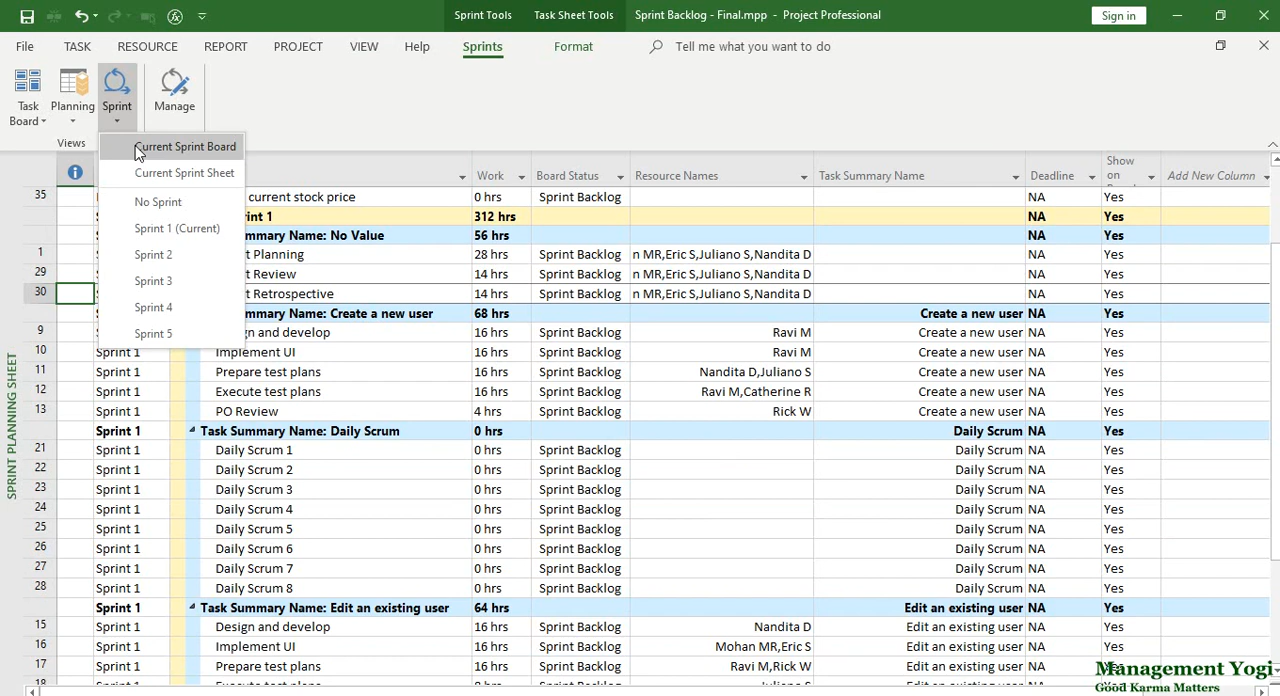 Sprint Tools Task Sheet Tools Sprint Backlog - Final.mpp - Project Professional Sign in
File TASK RESOURCE REPORT PROJECT VIEW Help Sprints Format Tell me what you want to do
Task Board Planning Sprint Manage
Views
Current Sprint Board
Current Sprint Sheet
No Sprint
Sprint 1 (Current)
Sprint 2
Sprint 3
Sprint 4
Sprint 5
Work Board Status Resource Names Task Summary Name Deadline Show on Add New Column
35 current stock price 0 hrs Sprint Backlog NA Yes
nt 1 312 hrs NA Yes
ummary Name: No Value 56 hrs NA Yes
1 t Planning 28 hrs Sprint Backlog n MR,Eric S,Juliano S,Nandita D NA Yes
29 t Review 14 hrs Sprint Backlog n MR,Eric S,Juliano S,Nandita D NA Yes
30 t Retrospective 14 hrs Sprint Backlog n MR,Eric S,Juliano S,Nandita D NA Yes
ummary Name: Create a new user 68 hrs Create a new user NA Yes
9 gn and develop 16 hrs Sprint Backlog Ravi M Create a new user NA Yes
10 Sprint 1 Implement UI 16 hrs Sprint Backlog Ravi M Create a new user NA Yes
11 Sprint 1 Prepare test plans 16 hrs Sprint Backlog Nandita D,Juliano S Create a new user NA Yes
12 Sprint 1 Execute test plans 16 hrs Sprint Backlog Ravi M,Catherine R Create a new user NA Yes
13 Sprint 1 PO Review 4 hrs Sprint Backlog Rick W Create a new user NA Yes
Sprint 1 Task Summary Name: Daily Scrum 0 hrs Daily Scrum NA Yes
21 Sprint 1 Daily Scrum 1 0 hrs Sprint Backlog Daily Scrum NA Yes
22 Sprint 1 Daily Scrum 2 0 hrs Sprint Backlog Daily Scrum NA Yes
23 Sprint 1 Daily Scrum 3 0 hrs Sprint Backlog Daily Scrum NA Yes
24 Sprint 1 Daily Scrum 4 0 hrs Sprint Backlog Daily Scrum NA Yes
25 Sprint 1 Daily Scrum 5 0 hrs Sprint Backlog Daily Scrum NA Yes
26 Sprint 1 Daily Scrum 6 0 hrs Sprint Backlog Daily Scrum NA Yes
27 Sprint 1 Daily Scrum 7 0 hrs Sprint Backlog Daily Scrum NA Yes
28 Sprint 1 Daily Scrum 8 0 hrs Sprint Backlog Daily Scrum NA Yes
Sprint 1 Task Summary Name: Edit an existing user 64 hrs Edit an existing user NA Yes
15 Sprint 1 Design and develop 16 hrs Sprint Backlog Nandita D Edit an existing user NA Yes
16 Sprint 1 Implement UI 16 hrs Sprint Backlog Mohan MR,Eric S Edit an existing user NA Yes
17 Sprint 1 Prepare test plans 16 hrs Sprint Backlog Ravi M,Rick W Edit an existing user NA Yes
18
SPRINT PLANNING SHEET
Management Yogi
Good Karma Matters